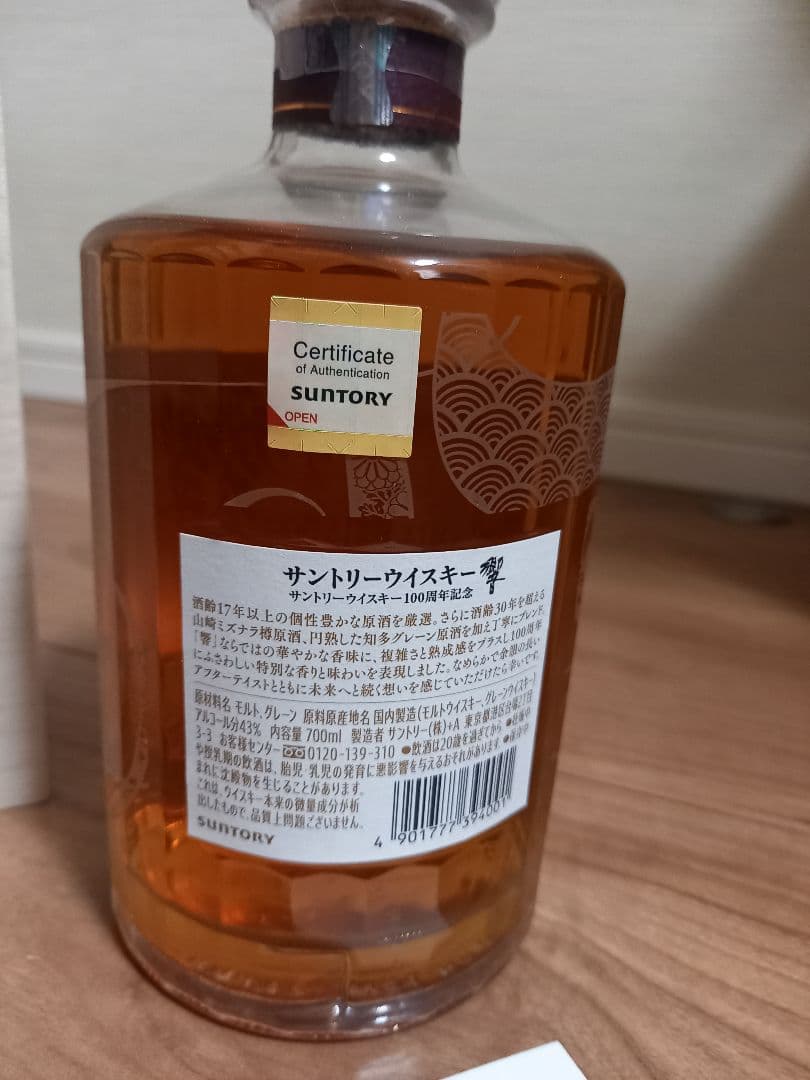 Certificate
of Authentication
SUNTORY
OPEN
サントリーウイスキー響
サントリーウイスキー100周年記念
酒齢17年以上の個性豊かな原酒を厳選。さらに酒齢30年を超える
山崎ミズナラ樽原酒、円熟した知多グレーン原酒を加え丁寧にブレンド。
「響」ならではの華やかな香味に、複雑さと熟成感をプラスし100周年
にふさわしい特別な香りと味わいを表現しました。なめらかで余韻の長い
アフターテイストとともに未来へと続く想いを感じていただけたら幸いです。
原材料名 モルト、グレーン 原料原産地名 国内製造(モルトウイスキー、グレーンウイスキー)
アルコール分43% 内容量700ml 製造者 サントリー(株)+A 東京都港区台場2丁目
3-3 お客様センター 0120-139-310 ●飲酒は20歳を過ぎてから。●妊娠中
や授乳期の飲酒は、胎児・乳児の発育に悪影響を与えるおそれがあります。●保存中
まれに沈殿物を生じることがあります。
これは、ウイスキー本来の微量成分が析
出したもので、品質上問題ございません。
SUNTORY
4 901777 394001